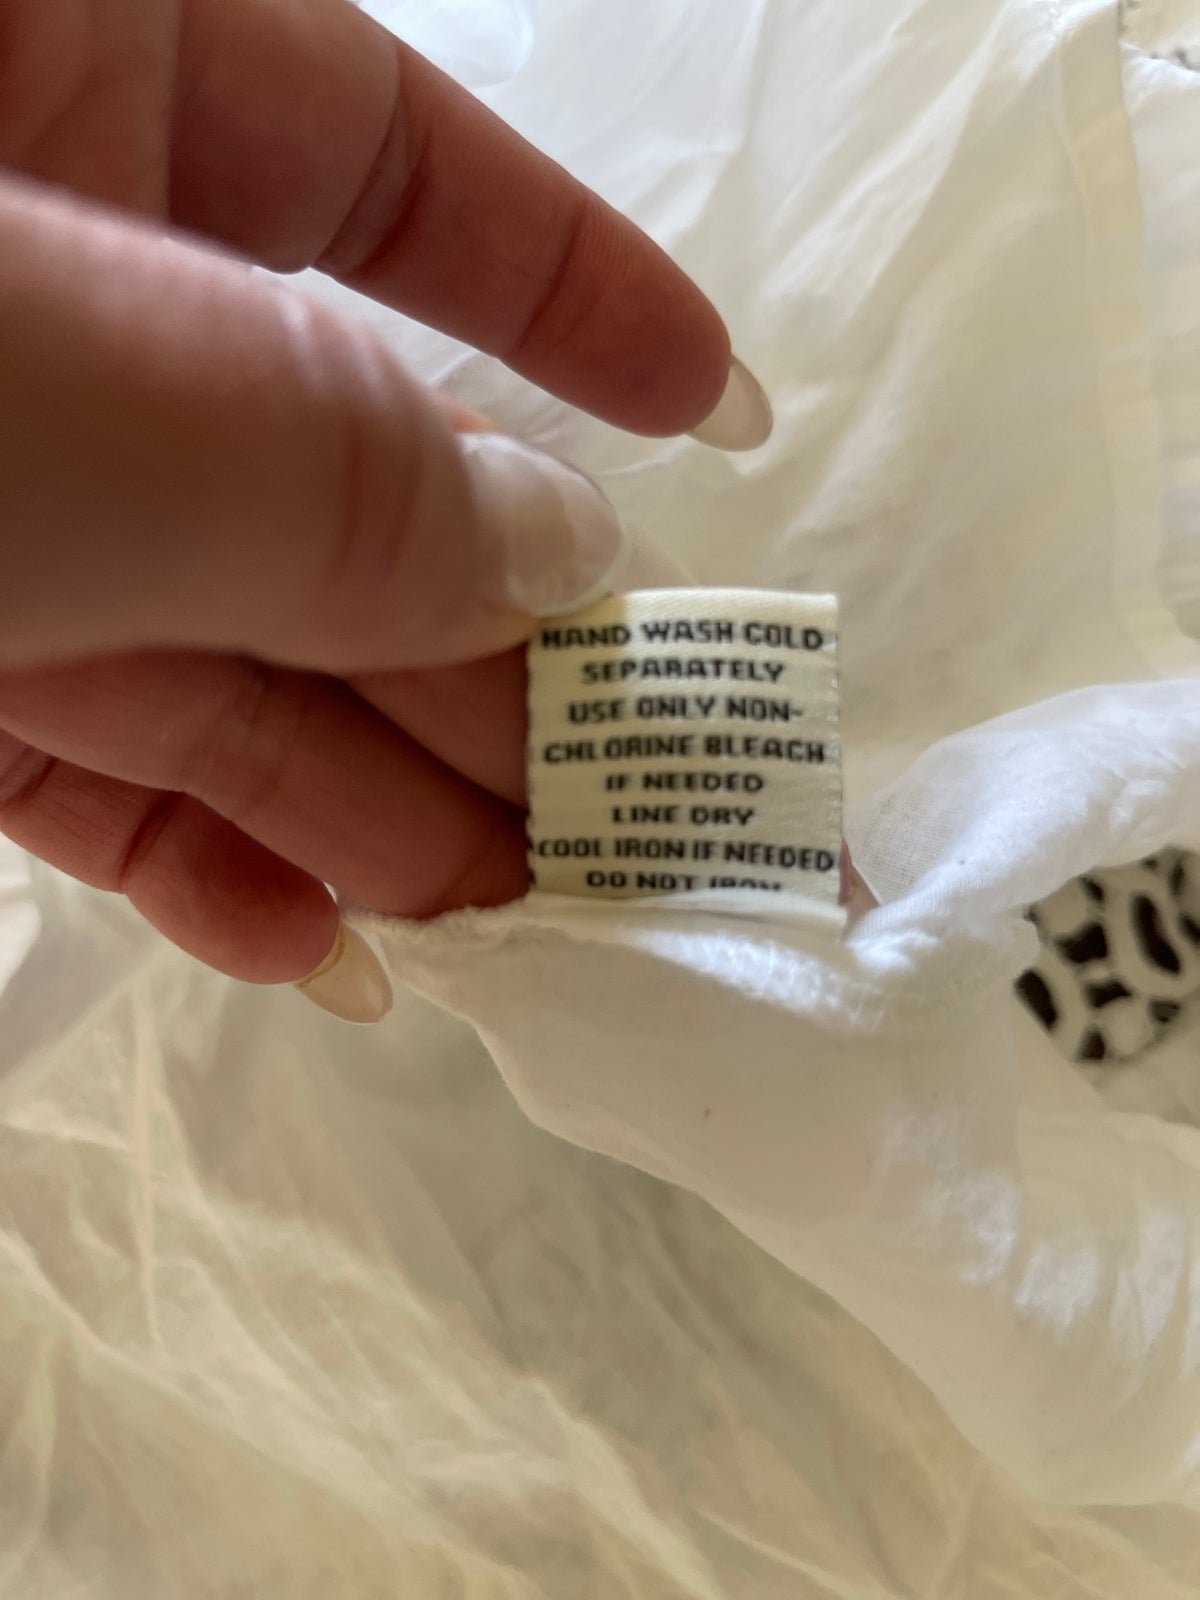 HAND WASH COLD
SEPARATELY
USE ONLY NON-
CHLORINE BLEACH
IF NEEDED
LINE DRY
COOL IRON IF NEEDED
DO NOT IRON